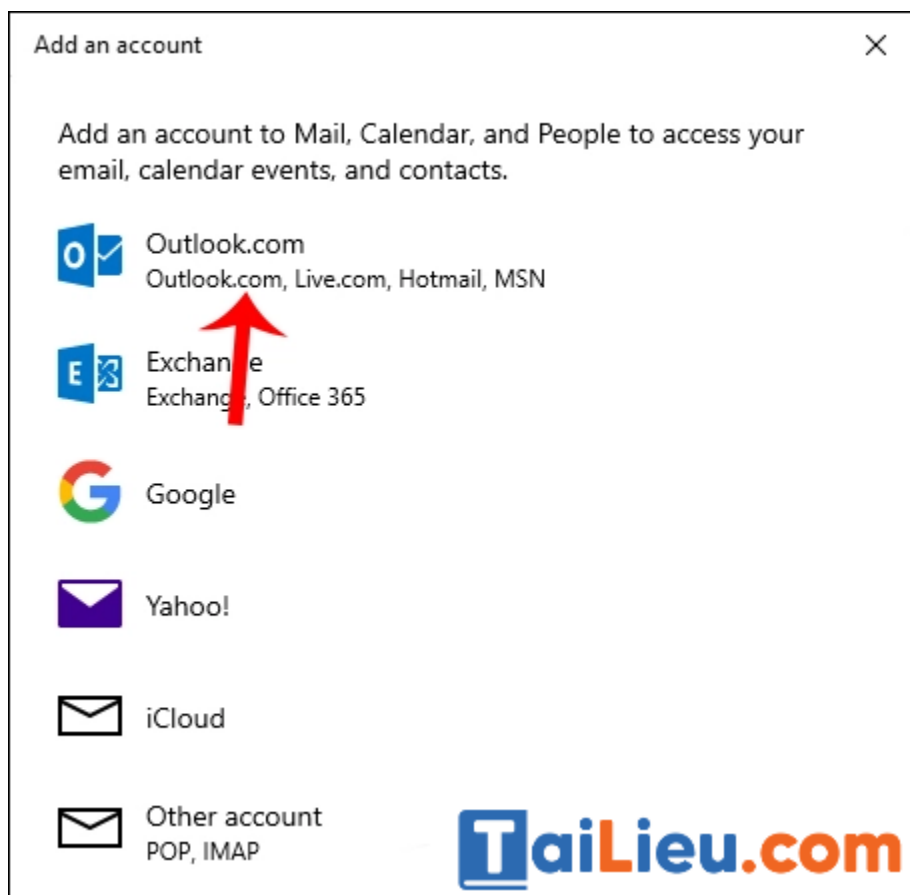 Add an account
Add an account to Mail, Calendar, and People to access your
email, calendar events, and contacts.
Outlook.com
Outlook.com, Live.com, Hotmail, MSN
Exchange
Exchange, Office 365
Google
Yahoo!
iCloud
Other account
POP, IMAP
TaiLieu.com